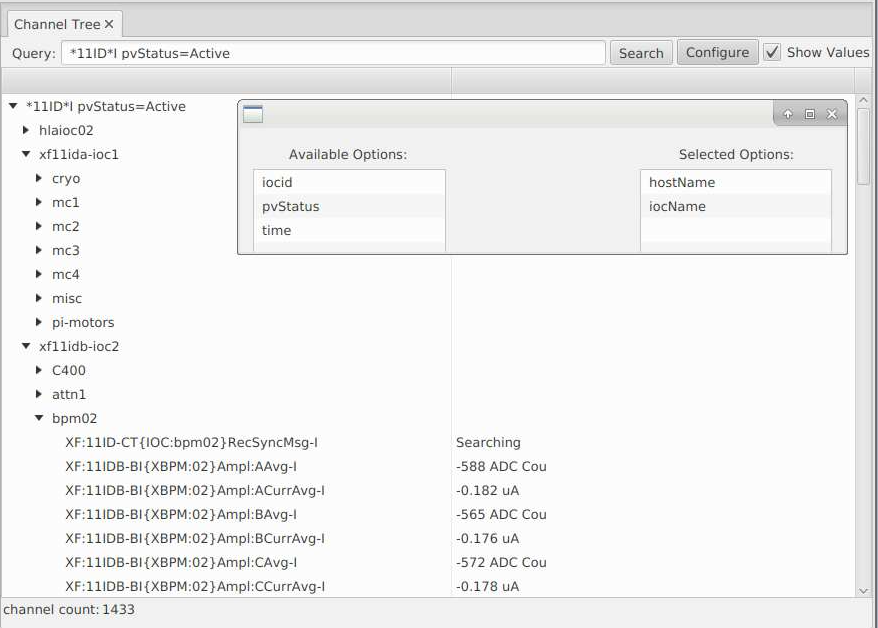 Channel Tree
Query: *11ID*I pvStatus=Active Search Configure Show Values
*11ID*I pvStatus=Active
hlaioc02
xf11ida-ioc1
Available Options: Selected Options:
cryo
iocid hostName
mc1
pvStatus iocName
mc2
time
mc3
mc4
misc
pi-motors
xf11idb-ioc2
C400
attn1
bpm02
XF:11ID-CT{IOC:bpm02}RecSyncMsg-I Searching
XF:11IDB-BI{XBPM:02}Ampl:AAvg-I -588 ADC Cou
XF:11IDB-BI{XBPM:02}Ampl:ACurrAvg-I -0.182 uA
XF:11IDB-BI{XBPM:02}Ampl:BAvg-I -565 ADC Cou
XF:11IDB-BI{XBPM:02}Ampl:BCurrAvg-I -0.176 uA
XF:11IDB-BI{XBPM:02}Ampl:CAvg-I -572 ADC Cou
XF:11IDB-BI{XBPM:02}Ampl:CCurrAvg-I -0.178 uA
channel count: 1433